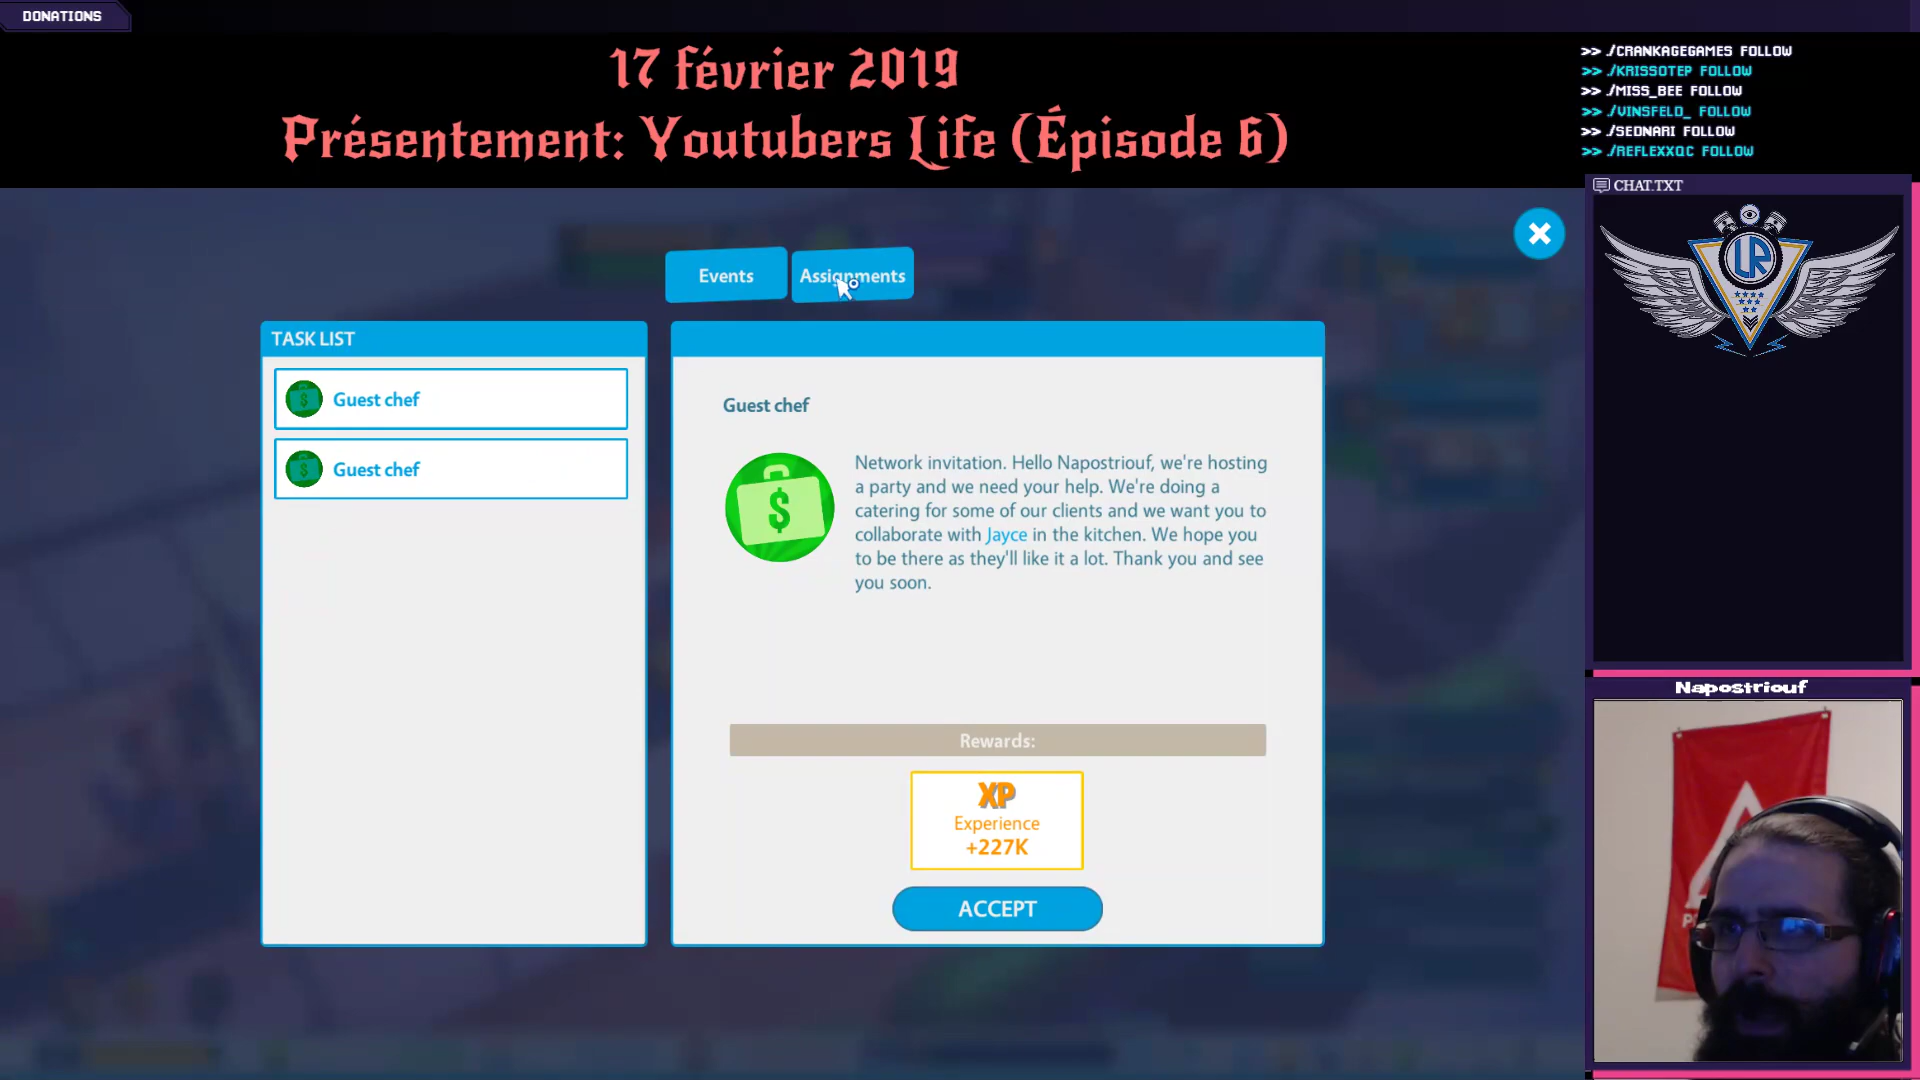 DONATIONS
17 février 2019
Présentement: Youtubers Life (Épisode 6)
>> ./CRANKAGEGAMES FOLLOW
>> ./KRISSOTEP FOLLOW
>> ./MISS_BEE FOLLOW
>> ./VINSFELD_ FOLLOW
>> ./SEDNARI FOLLOW
>> ./REFLEXXQC FOLLOW
CHAT.TXT
LR
Events
Assignments
TASK LIST
Guest chef
Guest chef
Guest chef
Network invitation. Hello Napostriouf, we're hosting
a party and we need your help. We're doing a
catering for some of our clients and we want you to
collaborate with Jayce in the kitchen. We hope you
to be there as they'll like it a lot. Thank you and see
you soon.
Rewards:
XP
Experience
+227K
ACCEPT
Napostriouf